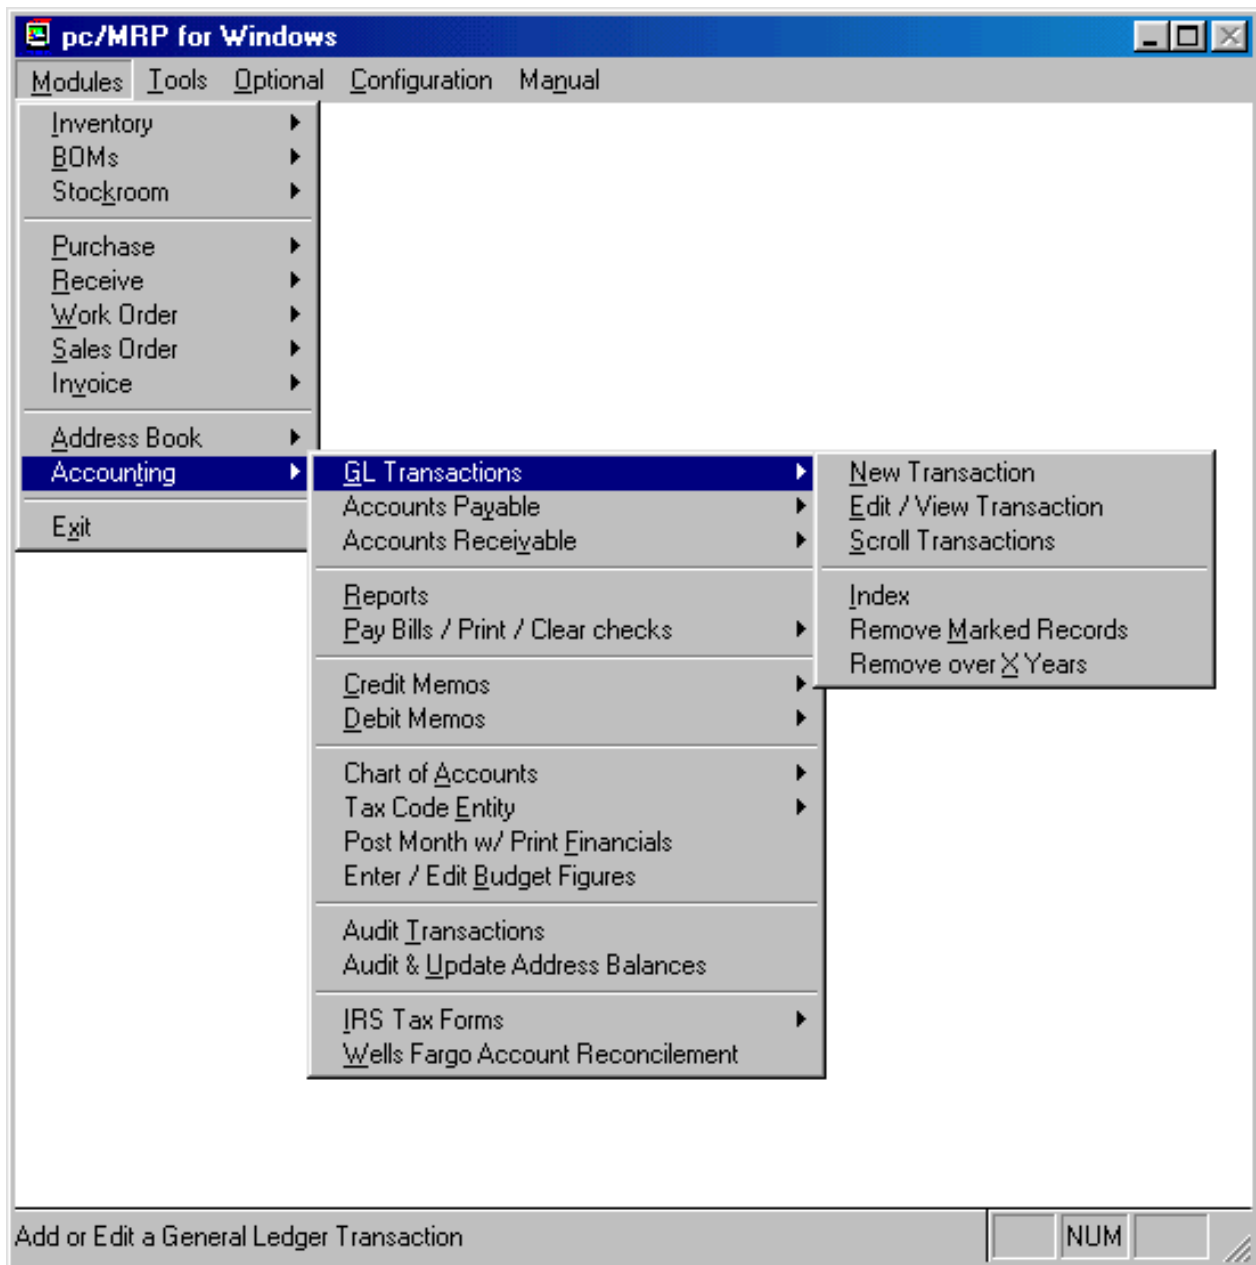 pc/MRP for Windows
Modules Tools Optional Configuration Manual
Inventory
BOMs
Stockroom
Purchase
Receive
Work Order
Sales Order
Invoice
Address Book
Accounting
Exit
GL Transactions
Accounts Payable
Accounts Receivable
Reports
Pay Bills / Print / Clear checks
Credit Memos
Debit Memos
Chart of Accounts
Tax Code Entity
Post Month w/ Print Financials
Enter / Edit Budget Figures
Audit Transactions
Audit & Update Address Balances
IRS Tax Forms
Wells Fargo Account Reconcilement
New Transaction
Edit / View Transaction
Scroll Transactions
Index
Remove Marked Records
Remove over X Years
Add or Edit a General Ledger Transaction
NUM